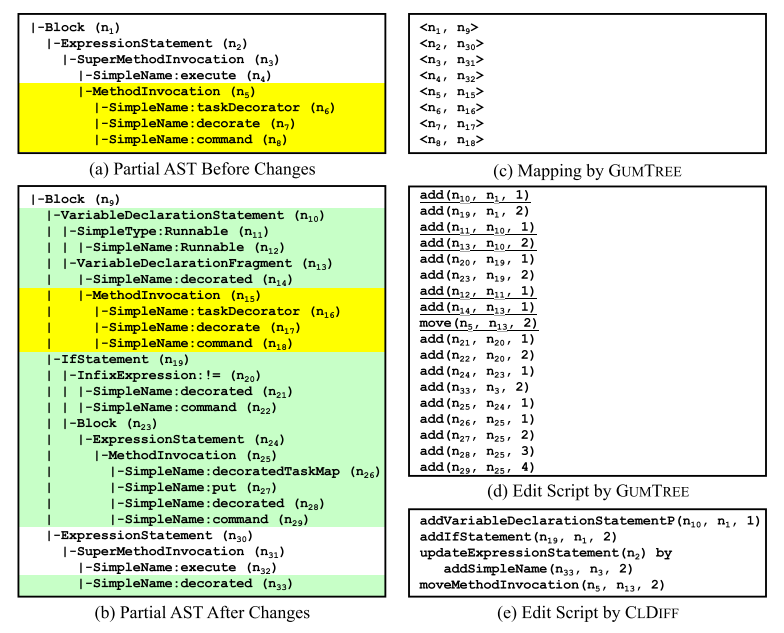 |-Block (n1)
|-ExpressionStatement (n2)
|-SuperMethodInvocation (n3)
|-SimpleName:execute (n4)
|-MethodInvocation (n5)
|-SimpleName:taskDecorator (n6)
|-SimpleName:decorate (n7)
|-SimpleName:command (n8)
(a) Partial AST Before Changes
|-Block (n9)
|-VariableDeclarationStatement (n10)
| |-SimpleType:Runnable (n11)
| | |-SimpleName:Runnable (n12)
| |-VariableDeclarationFragment (n13)
| |-SimpleName:decorated (n14)
| |-MethodInvocation (n15)
| |-SimpleName:taskDecorator (n16)
| |-SimpleName:decorate (n17)
| |-SimpleName:command (n18)
|-IfStatement (n19)
| |-InfixExpression:!= (n20)
| | |-SimpleName:decorated (n21)
| | |-SimpleName:command (n22)
| |-Block (n23)
| |-ExpressionStatement (n24)
| |-MethodInvocation (n25)
| |-SimpleName:decoratedTaskMap (n26)
| |-SimpleName:put (n27)
| |-SimpleName:decorated (n28)
| |-SimpleName:command (n29)
|-ExpressionStatement (n30)
|-SuperMethodInvocation (n31)
|-SimpleName:execute (n32)
|-SimpleName:decorated (n33)
(b) Partial AST After Changes
<n1, n9>
<n2, n30>
<n3, n31>
<n4, n32>
<n5, n15>
<n6, n16>
<n7, n17>
<n8, n18>
(c) Mapping by GUMTREE
add(n10, n1, 1)
add(n19, n1, 2)
add(n11, n10, 1)
add(n13, n10, 2)
add(n20, n19, 1)
add(n23, n19, 2)
add(n12, n11, 1)
add(n14, n13, 1)
move(n5, n13, 2)
add(n21, n20, 1)
add(n22, n20, 2)
add(n24, n23, 1)
add(n33, n3, 2)
add(n25, n24, 1)
add(n26, n25, 1)
add(n27, n25, 2)
add(n28, n25, 3)
add(n29, n25, 4)
(d) Edit Script by GUMTREE
addVariableDeclarationStatementP(n10, n1, 1)
addIfStatement(n19, n1, 2)
updateExpressionStatement(n2) by
addSimpleName(n33, n3, 2)
moveMethodInvocation(n5, n13, 2)
(e) Edit Script by CLDIFF